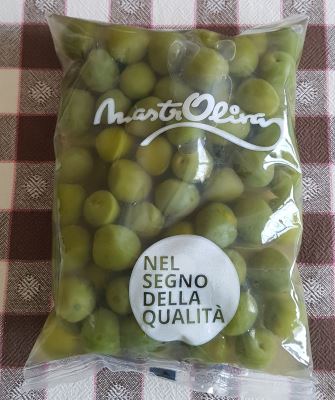 MastrOliva
NEL
SEGNO
DELLA
QUALITÀ